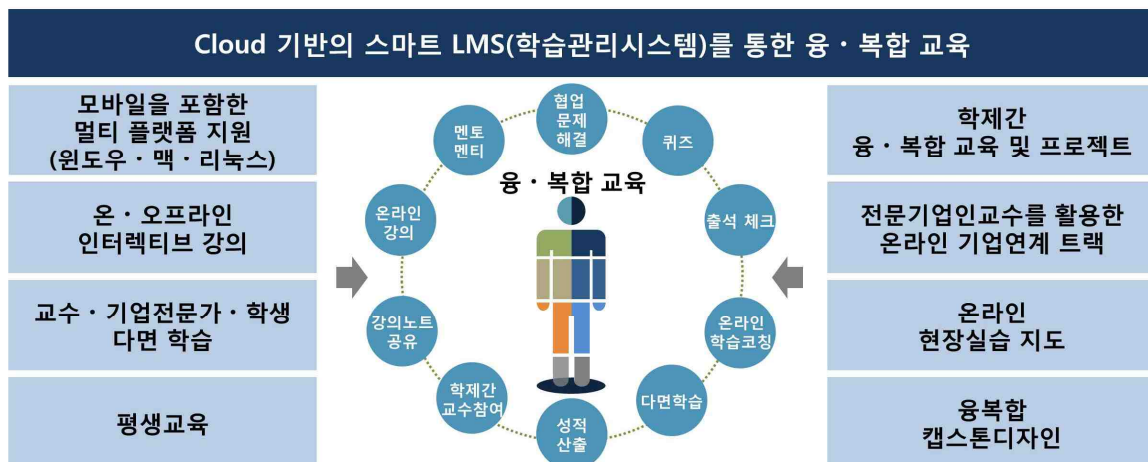 Cloud 기반의 스마트 LMS(학습관리시스템)를 통한 융·복합 교육
모바일을 포함한
멀티 플랫폼 지원
(윈도우·맥·리눅스)
온·오프라인
인터렉티브 강의
교수·기업전문가·학생
다면 학습
평생교육
융·복합 교육
협업
문제
해결
퀴즈
출석 체크
온라인
학습코칭
다면학습
성적
산출
학제간
교수참여
강의노트
공유
온라인
강의
멘토
멘티
학제간
융·복합 교육 및 프로젝트
전문기업인교수를 활용한
온라인 기업연계 트랙
온라인
현장실습 지도
융복합
캡스톤디자인